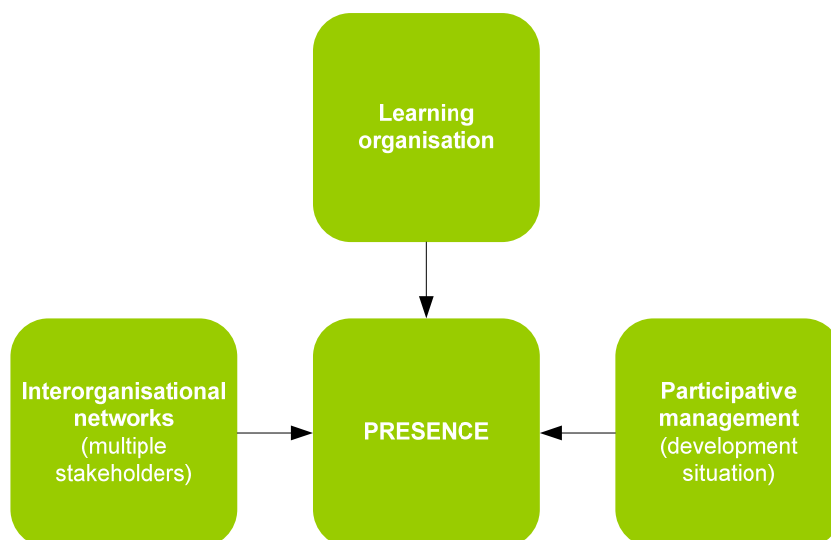 Learning
organisation
Interorganisational
networks
(multiple
stakeholders)
PRESENCE
Participative
management
(development
situation)